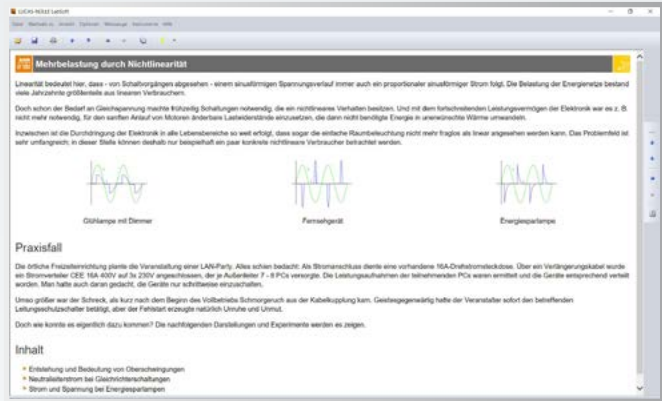 LUCAS-NÜLLE LabSoft
Mehrbelastung durch Nichtlinearität
Linearität bedeutet hier, dass - von Schaltvorgängen abgesehen - einem sinusförmigen Spannungsverlauf immer auch ein proportionaler sinusförmiger Strom folgt. Die Belastung der Energienetze bestand
viele Jahrzehnte größtenteils aus linearen Verbrauchern.
Doch schon der Bedarf an Gleichspannung machte frühzeitig Schaltungen notwendig, die ein nichtlineares Verhalten besitzen. Und mit dem fortschreitenden Leistungsvermögen der Elektronik war es z. B.
nicht mehr notwendig, für den sanften Anlauf von Motoren änderbare Lastwiderstände einzusetzen, die dann nicht benötigte Energie in unerwünschte Wärme umwandeln.
Inzwischen ist die Durchdringung der Elektronik in alle Lebensbereiche so weit erfolgt, dass sogar die einfache Raumbeleuchtung nicht mehr fraglos als linear angesehen werden kann. Das Problemfeld ist
sehr umfangreich; in dieser Stelle können deshalb nur beispielhaft ein paar konkrete nichtlineare Verbraucher betrachtet werden.
Glühlampe mit Dimmer
Fernsehgerät
Energiesparlampe
Praxisfall
Die örtliche Freizeiteinrichtung plante die Veranstaltung einer LAN-Party. Alles schien bedacht: Als Stromanschluss diente eine vorhandene 16A-Drehstromsteckdose. Über ein Verlängerungskabel wurde
ein Stromverteiler CEE 16A 400V auf 3x 230V angeschlossen, der je Außenleiter 7 - 8 PCs versorgte. Die Leistungsaufnahmen der teilnehmenden PCs waren ermittelt und die Geräte entsprechend verteilt
worden. Man hatte auch daran gedacht, die Geräte nur schrittweise einzuschalten.
Umso größer war der Schreck, als kurz nach dem Beginn des Vollbetriebs Schmorgeruch aus der Kabelkupplung kam. Geistesgegenwärtig hatte der Veranstalter sofort den betreffenden
Leitungsschutzschalter betätigt, aber der Fehlstart erzeugte natürlich Unruhe und Unmut.
Doch wie konnte es eigentlich dazu kommen? Die nachfolgenden Darstellungen und Experimente werden es zeigen.
Inhalt
Entstehung und Bedeutung von Oberschwingungen
Neutralleiterstrom bei Gleichrichterschaltungen
Strom und Spannung bei Energiesparlampen